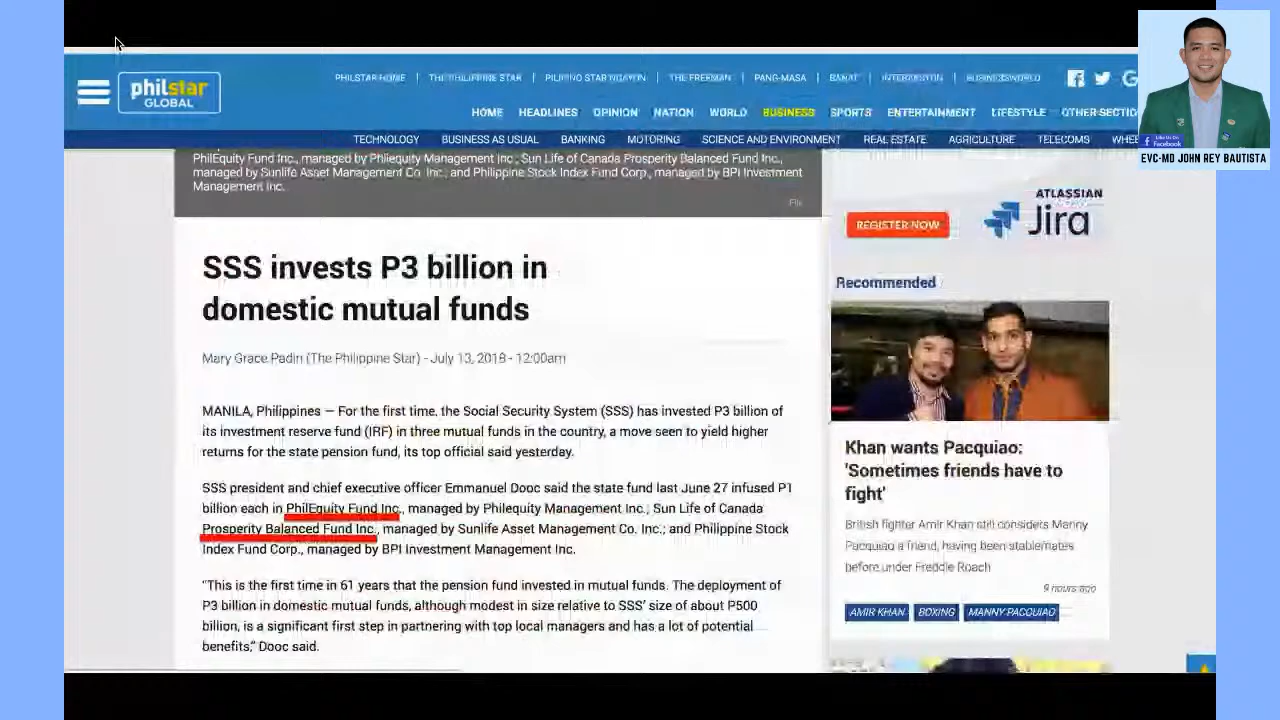 philstar
GLOBAL
PHILSTAR HOME | THE PHILIPPINE STAR | PILIPINO STAR NGAYON | THE FREEMAN | PANG-MASA | BANAT | INTERAKSYON | BUSINESSWORLD
HOME HEADLINES OPINION NATION WORLD BUSINESS SPORTS ENTERTAINMENT LIFESTYLE OTHER SECTIO
TECHNOLOGY BUSINESS AS USUAL BANKING MOTORING SCIENCE AND ENVIRONMENT REAL ESTATE AGRICULTURE TELECOMS WHEE
Like Us On
Facebook
EVC-MD JOHN REY BAUTISTA
PhilEquity Fund Inc., managed by Philequity Management Inc.; Sun Life of Canada Prosperity Balanced Fund Inc.,
managed by Sunlife Asset Management Co. Inc.; and Philippine Stock Index Fund Corp., managed by BPI Investment
Management Inc.
File
SSS invests P3 billion in
domestic mutual funds
Mary Grace Padin (The Philippine Star) - July 13, 2018 - 12:00am
MANILA, Philippines — For the first time, the Social Security System (SSS) has invested P3 billion of
its investment reserve fund (IRF) in three mutual funds in the country, a move seen to yield higher
returns for the state pension fund, its top official said yesterday.
SSS president and chief executive officer Emmanuel Dooc said the state fund last June 27 infused P1
billion each in PhilEquity Fund Inc., managed by Philequity Management Inc.; Sun Life of Canada
Prosperity Balanced Fund Inc., managed by Sunlife Asset Management Co. Inc.; and Philippine Stock
Index Fund Corp., managed by BPI Investment Management Inc.
“This is the first time in 61 years that the pension fund invested in mutual funds. The deployment of
P3 billion in domestic mutual funds, although modest in size relative to SSS’ size of about P500
billion, is a significant first step in partnering with top local managers and has a lot of potential
benefits,” Dooc said.
REGISTER NOW
ATLASSIAN
Jira
Recommended
Khan wants Pacquiao:
'Sometimes friends have to
fight'
British fighter Amir Khan still considers Manny
Pacquiao a friend, having been stablemates
before under Freddie Roach
9 hours ago
AMIR KHAN BOXING MANNY PACQUIAO